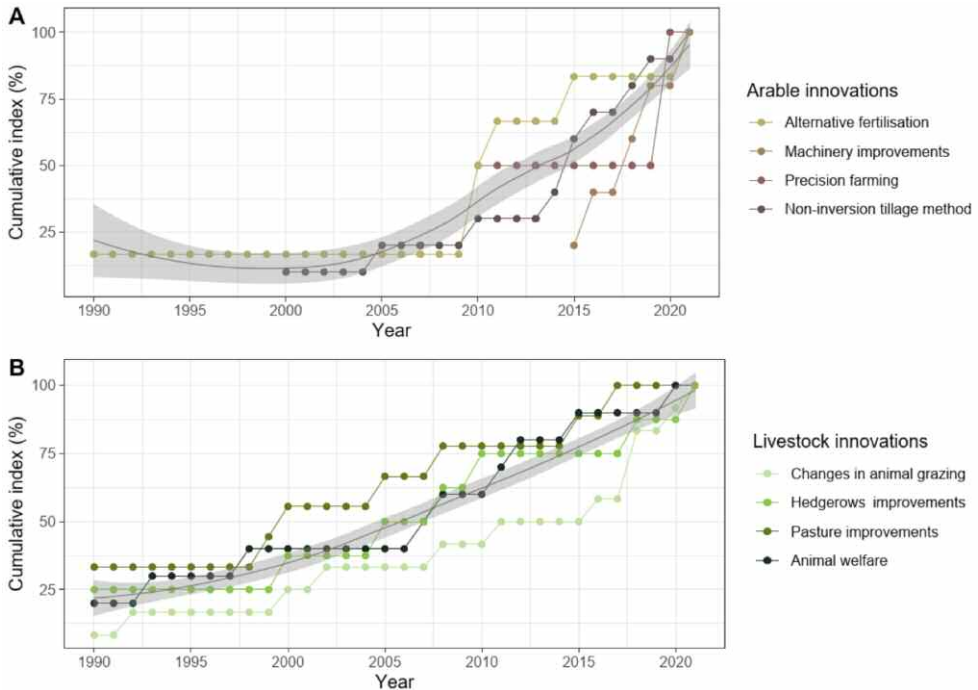 A
100
75
50
25
Cumulative index (%)
1990 1995 2000 2005 2010 2015 2020
Year
Arable innovations
Alternative fertilisation
Machinery improvements
Precision farming
Non-inversion tillage method
B
100
75
50
25
Cumulative index (%)
1990 1995 2000 2005 2010 2015 2020
Year
Livestock innovations
Changes in animal grazing
Hedgerows improvements
Pasture improvements
Animal welfare